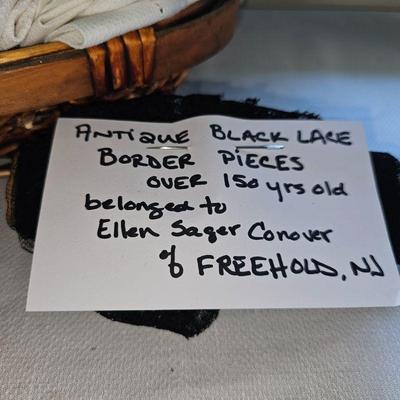 ANTIQUE BLACK LACE
BORDER PIECES
OVER 150 yrs old
belonged to
Ellen Sager Conover
of FREEHOLD, NJ